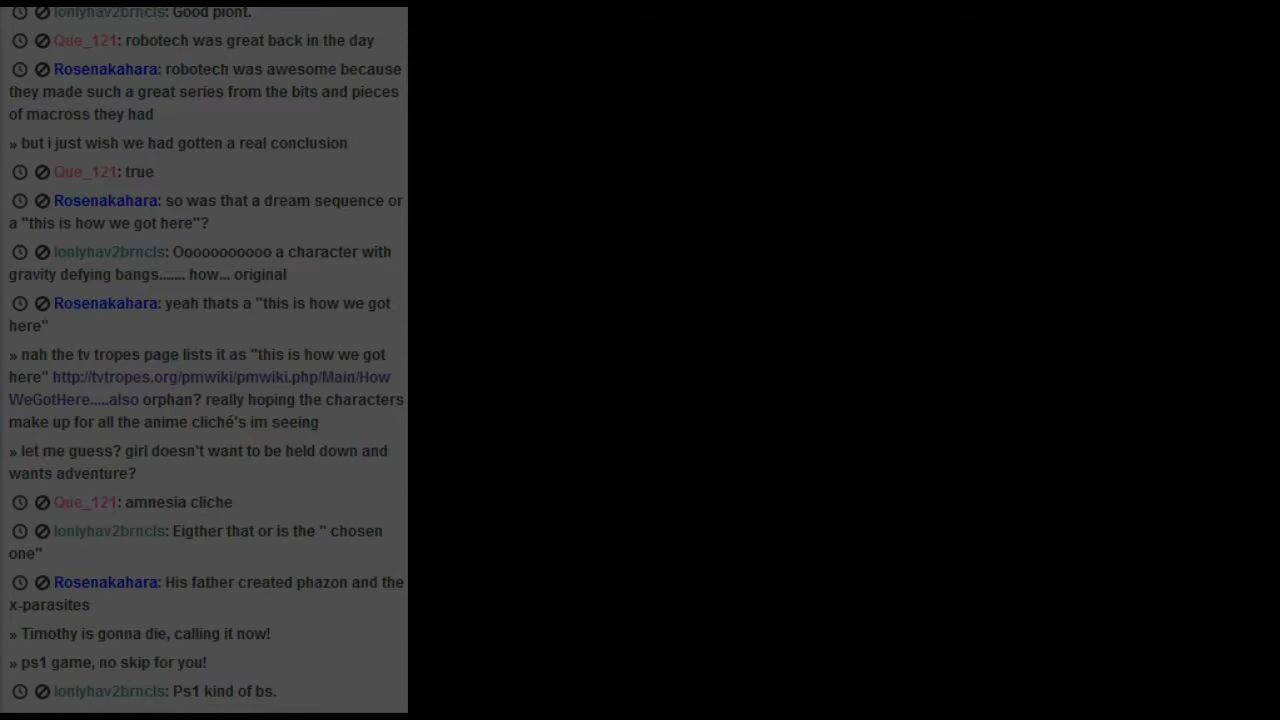 Ionlyhav2brncls: Good piont.
Que_121: robotech was great back in the day
Rosenakahara: robotech was awesome because
they made such a great series from the bits and pieces
of macross they had
» but i just wish we had gotten a real conclusion
Que_121: true
Rosenakahara: so was that a dream sequence or
a "this is how we got here"?
Ionlyhav2brncls: Oooooooooo a character with
gravity defying bangs....... how... original
Rosenakahara: yeah thats a "this is how we got
here"
» nah the tv tropes page lists it as "this is how we got
here" http://tvtropes.org/pmwiki/pmwiki.php/Main/How
WeGotHere.....also orphan? really hoping the characters
make up for all the anime cliché's im seeing
» let me guess? girl doesn't want to be held down and
wants adventure?
Que_121: amnesia cliche
Ionlyhav2brncls: Eigther that or is the " chosen
one"
Rosenakahara: His father created phazon and the
x-parasites
» Timothy is gonna die, calling it now!
» ps1 game, no skip for you!
Ionlyhav2brncls: Ps1 kind of bs.